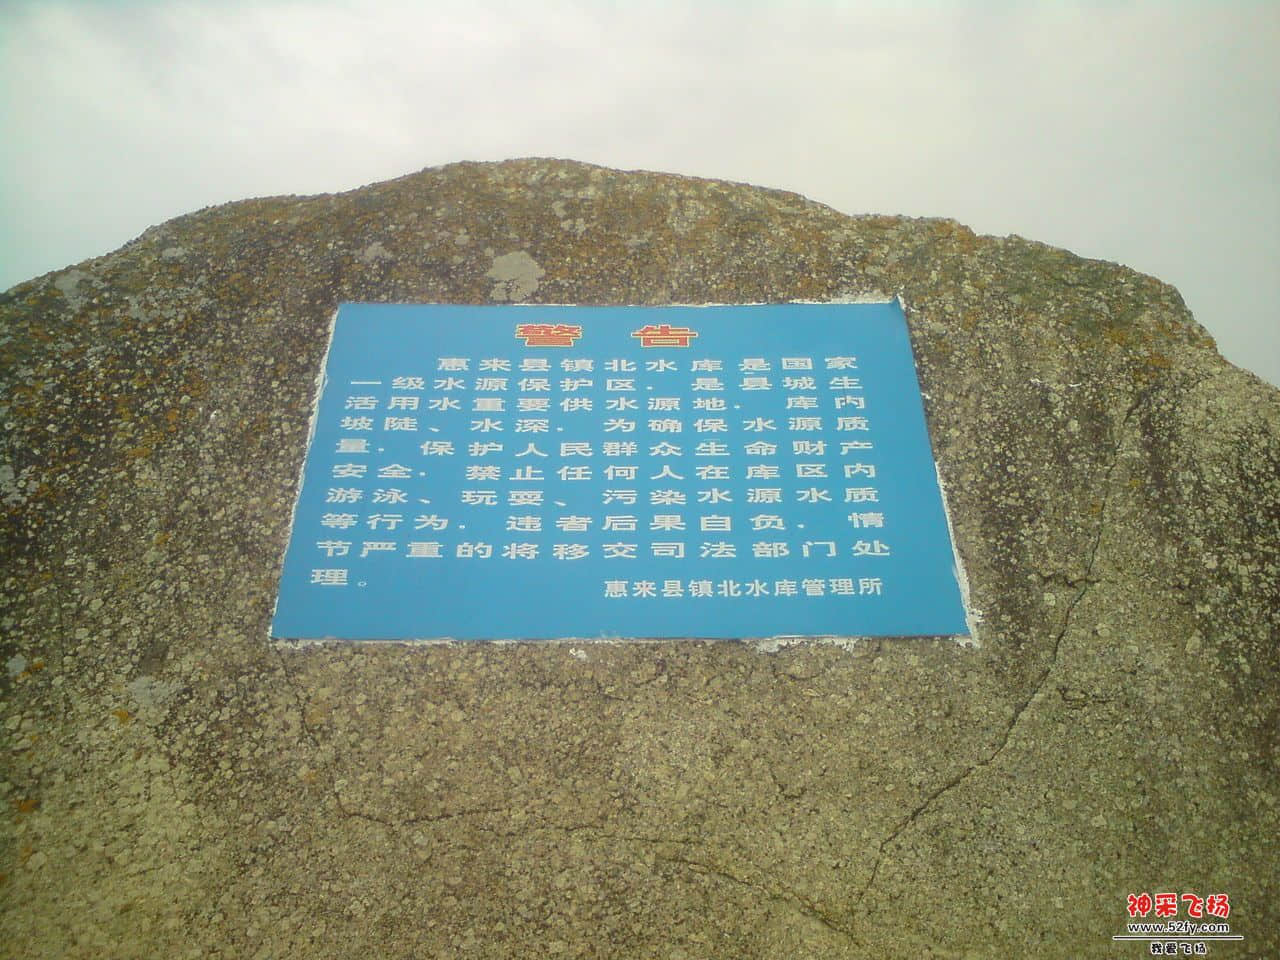 警 告
惠来县镇北水库是国家
一级水源保护区．是县城生
活用水重要供水源地．库内
坡陡、水深．为确保水源质
量．保护人民群众生命财产
安全．禁止任何人在库区内
游泳、玩耍、污染水源水质
等行为．违者后果自负．情
节严重的将移交司法部门处
理。
惠来县镇北水库管理所
神采飞扬
www.52fy.com
我爱飞扬